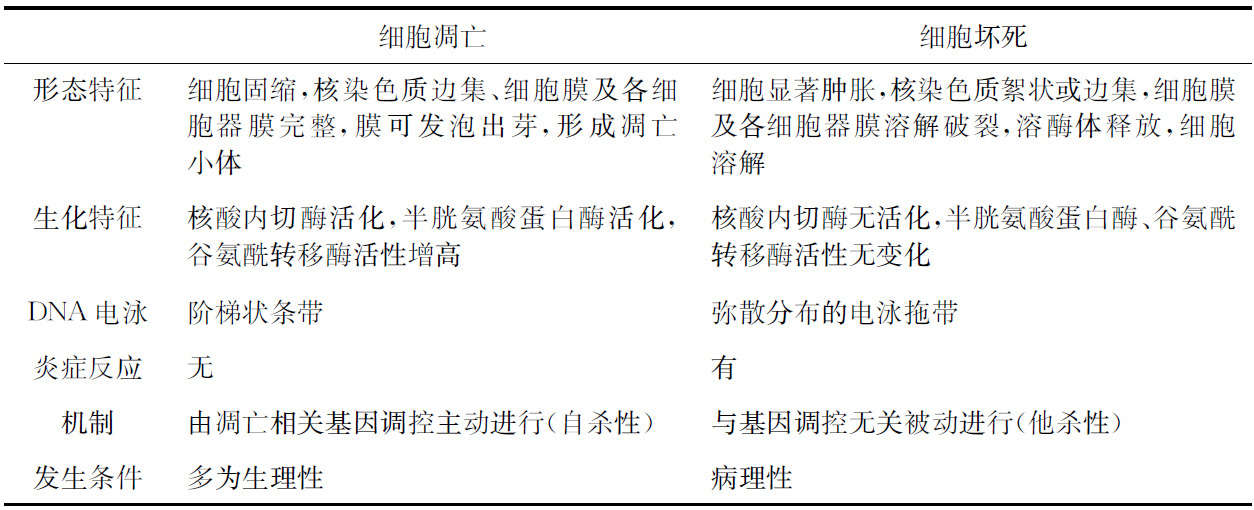 细胞凋亡 细胞坏死
形态特征 细胞固缩,核染色质边集、细胞膜及各细 细胞显著肿胀,核染色质絮状或边集,细胞膜
胞器膜完整,膜可发泡出芽,形成凋亡 及各细胞器膜溶解破裂,溶酶体释放,细胞
小体 溶解
生化特征 核酸内切酶活化,半胱氨酸蛋白酶活化, 核酸内切酶无活化,半胱氨酸蛋白酶、谷氨酰
谷氨酰转移酶活性增高 转移酶活性无变化
DNA 电泳 阶梯状条带 弥散分布的电泳拖带
炎症反应 无 有
机制 由凋亡相关基因调控主动进行(自杀性) 与基因调控无关被动进行(他杀性)
发生条件 多为生理性 病理性